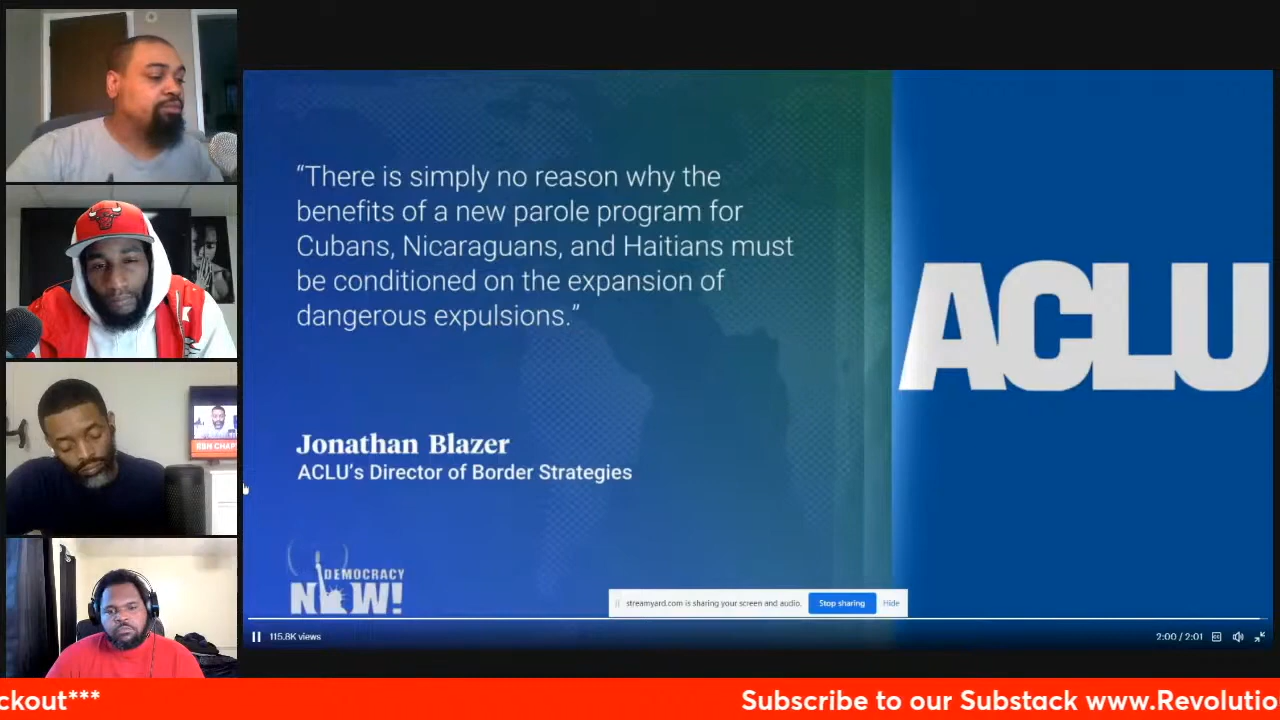 “There is simply no reason why the
benefits of a new parole program for
Cubans, Nicaraguans, and Haitians must
be conditioned on the expansion of
dangerous expulsions.”
Jonathan Blazer
ACLU's Director of Border Strategies
DEMOCRACY
NOW!
ACLU
streamyard.com is sharing your screen and audio.
Stop sharing
Hide
115.8K views
2:00 / 2:01
ckout***
Subscribe to our Substack www.Revolutio